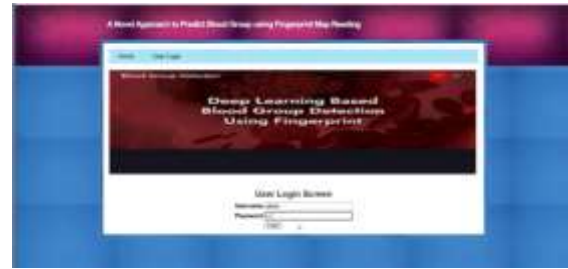 A Novel Approach to Predict Blood Group using Fingerprint Map Reading
Home User Login
Blood Group Detection
Deep Learning Based
Blood Group Detection
Using Fingerprint
User Login Screen
Username
Password